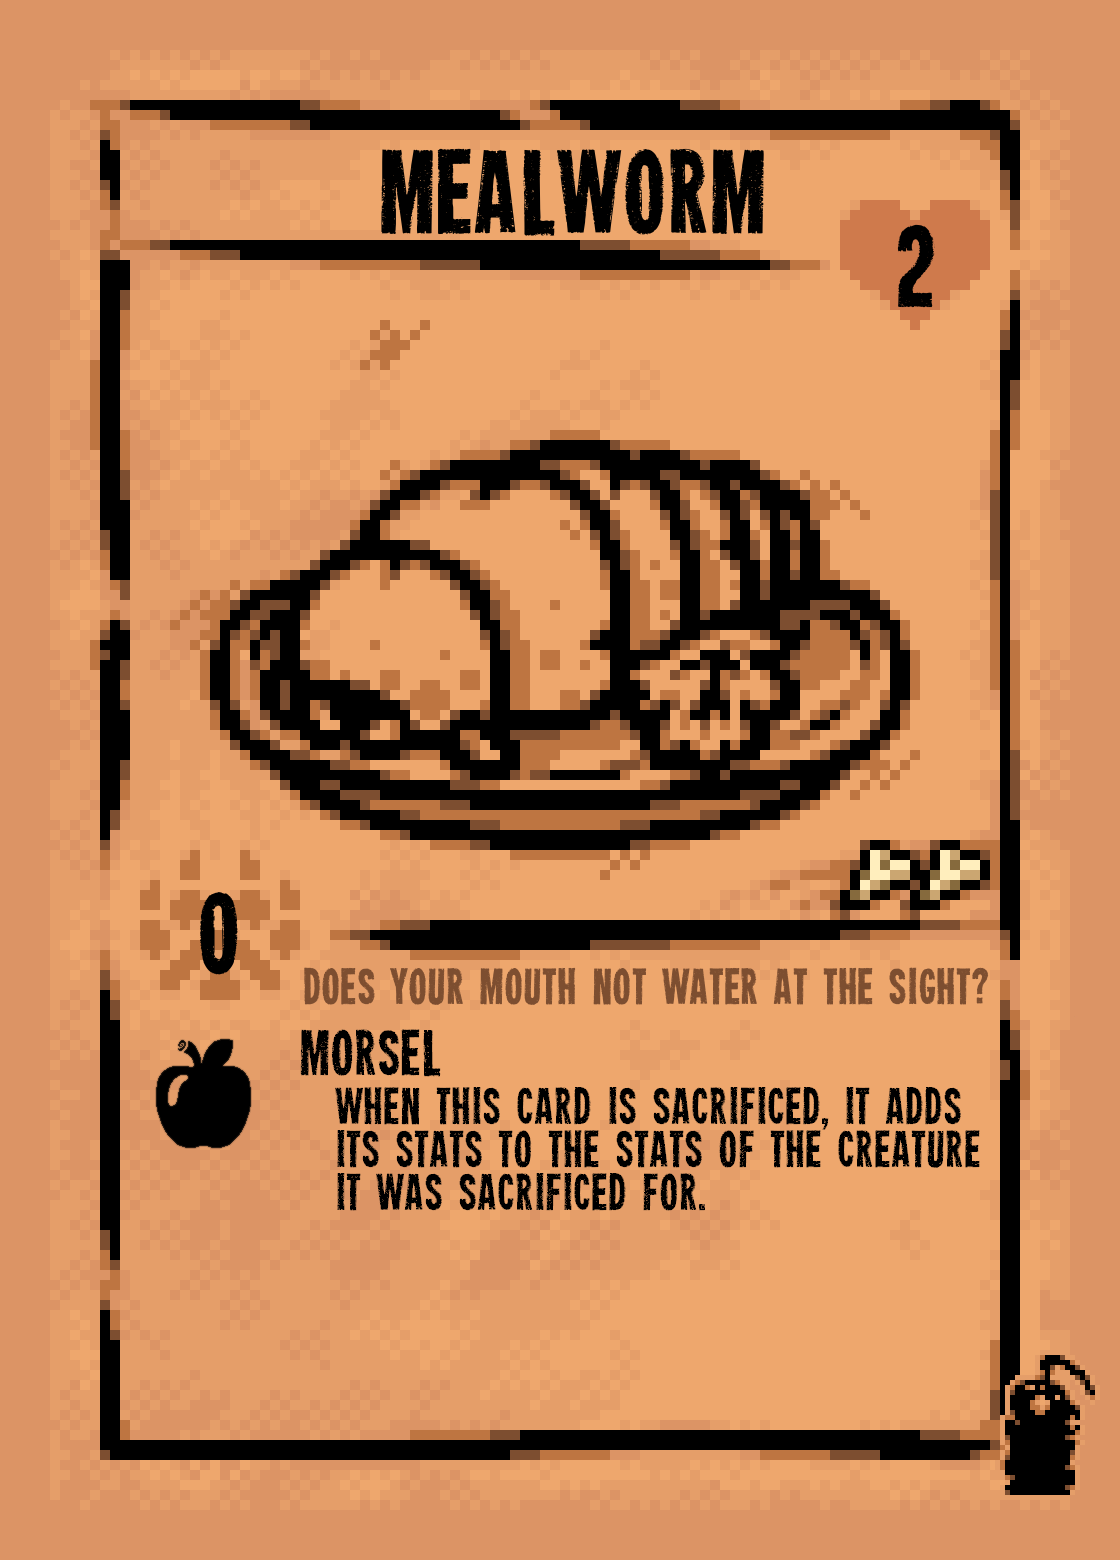 MEALWORM
2
0
DOES YOUR MOUTH NOT WATER AT THE SIGHT?
MORSEL
WHEN THIS CARD IS SACRIFICED, IT ADDS
ITS STATS TO THE STATS OF THE CREATURE
IT WAS SACRIFICED FOR.